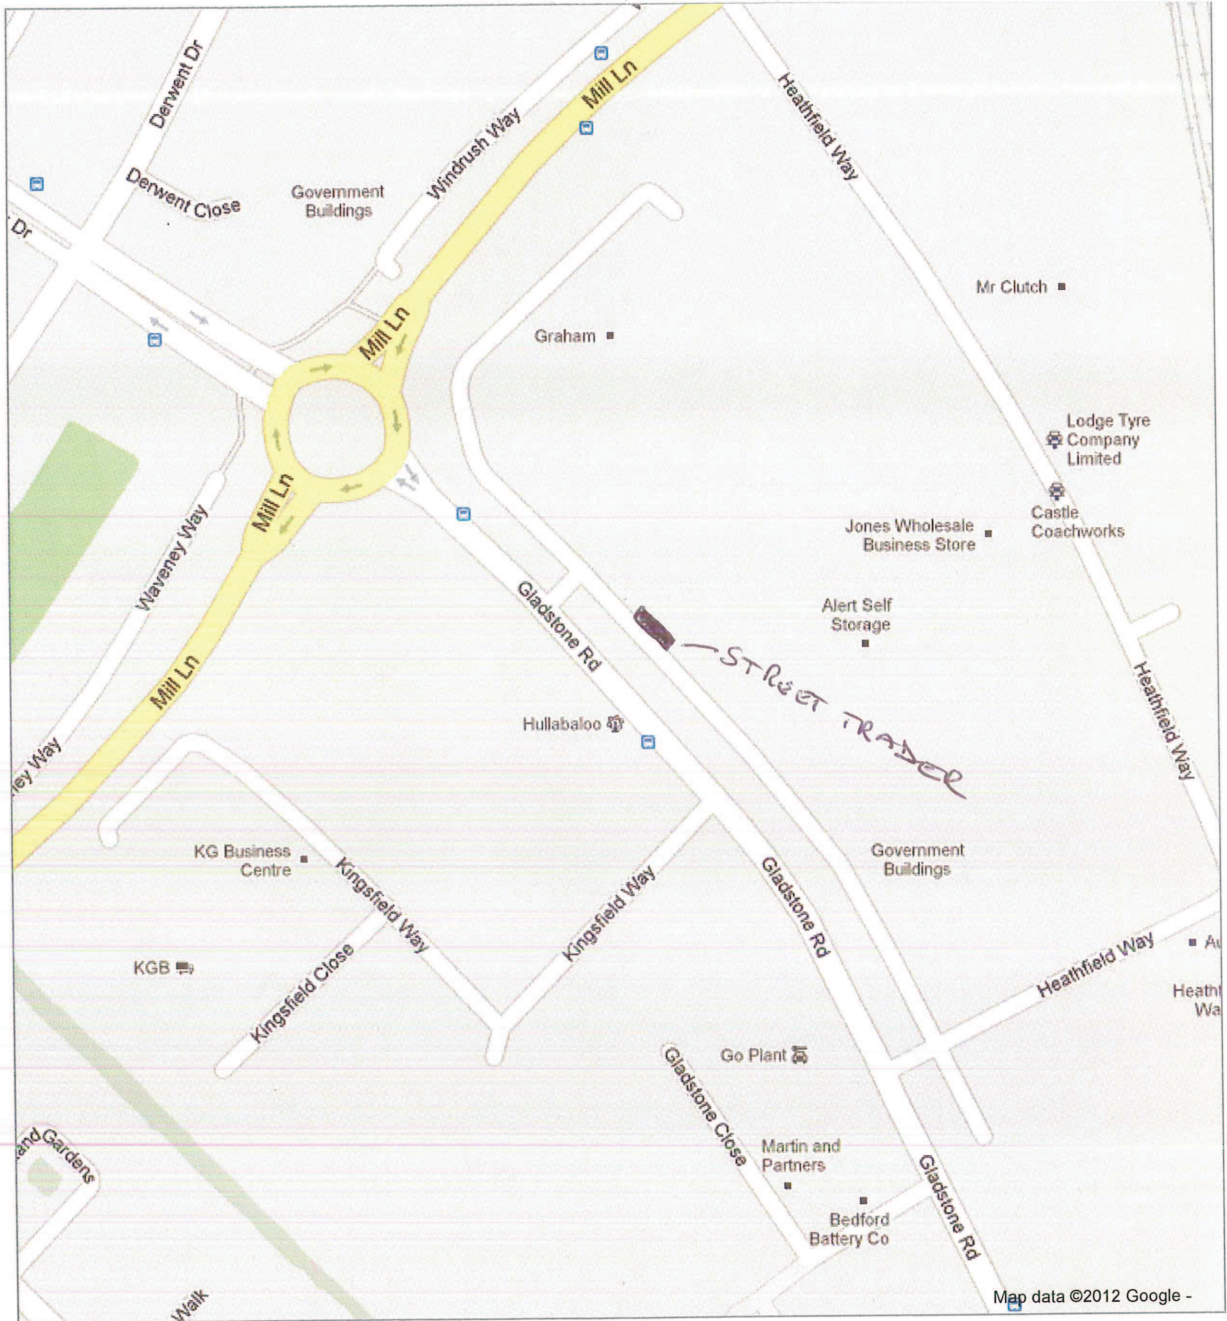 Derwent Dr
Mill Ln
Heathfield Way
Windrush Way
Derwent Close
Government
Buildings
Dr
Mr Clutch
Mill Ln
Graham
Lodge Tyre
Company
Limited
Mill Ln
Castle
Coachworks
Jones Wholesale
Business Store
Waveney Way
Gladstone Rd
Alert Self
Storage
STREET TRADER
Mill Ln
Heathfield Way
Hullabaloo
ney Way
KG Business
Centre
Kingsfield Way
Kingsfield Way
Gladstone Rd
Government
Buildings
KGB
Kingsfield Close
Heathfield Way
Au
Heathf
Wa
Go Plant
Gladstone Close
and Gardens
Martin and
Partners
Gladstone Rd
Bedford
Battery Co
Walk
Map data ©2012 Google -